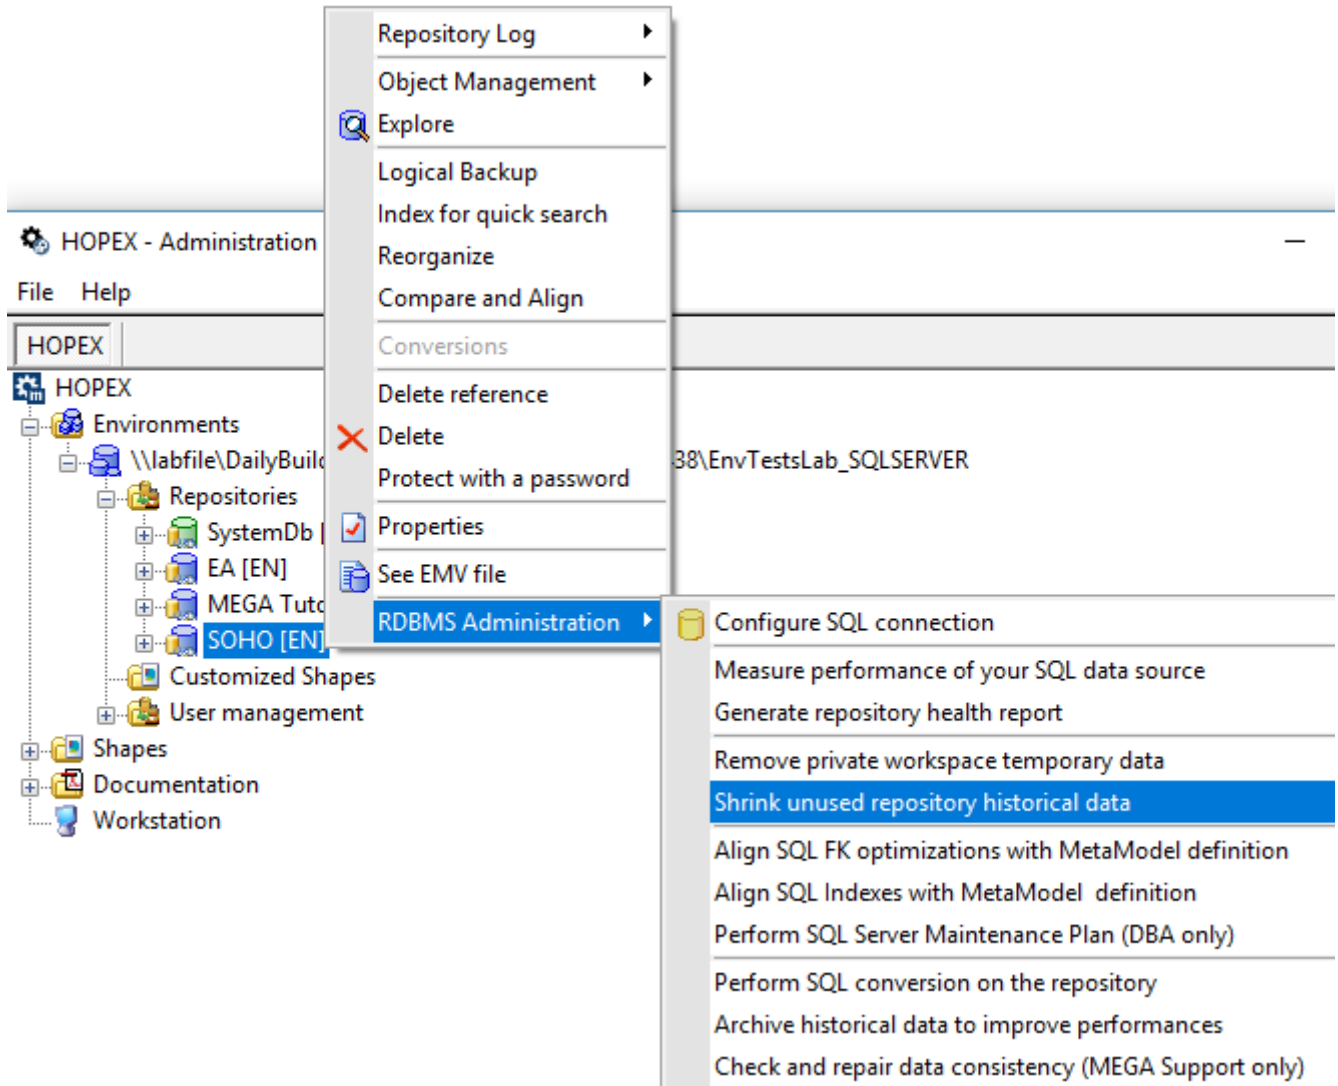 Repository Log
Object Management
Explore
Logical Backup
Index for quick search
Reorganize
Compare and Align
Conversions
Delete reference
Delete
Protect with a password
Properties
See EMV file
RDBMS Administration
HOPEX - Administration
File Help
HOPEX
HOPEX
Environments
\\labfile\DailyBuild 38\EnvTestsLab_SQLSERVER
Repositories
SystemDb [
EA [EN]
MEGA Tuto
SOHO [EN]
Customized Shapes
User management
Shapes
Documentation
Workstation
Configure SQL connection
Measure performance of your SQL data source
Generate repository health report
Remove private workspace temporary data
Shrink unused repository historical data
Align SQL FK optimizations with MetaModel definition
Align SQL Indexes with MetaModel  definition
Perform SQL Server Maintenance Plan (DBA only)
Perform SQL conversion on the repository
Archive historical data to improve performances
Check and repair data consistency (MEGA Support only)